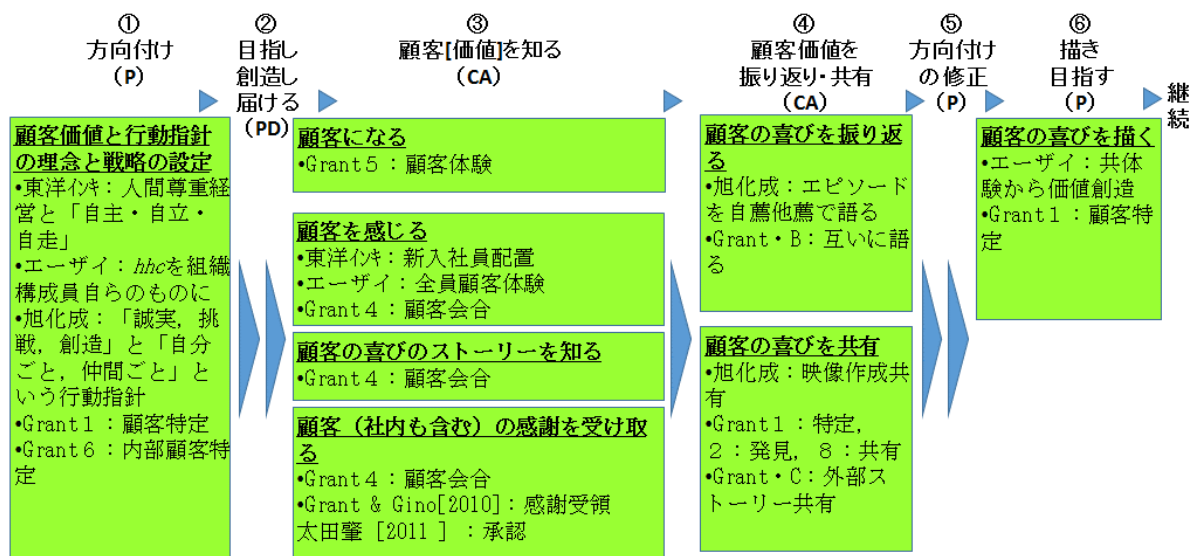 ①
方向付け
（P）
②
目指し
創造し
届ける
（PD）
③
顧客[価値]を知る
（CA）
④
顧客価値を
振り返り・共有
（CA）
⑤
方向付け
の修正
（P）
⑥
描き
目指す
（P）
継
続
顧客価値と行動指針
の理念と戦略の設定
•東洋インキ：人間尊重経
営と「自主・自立・
自走」
•エーザイ：hhcを組織
構成員自らのものに
•旭化成：「誠実，挑
戦，創造」と「自分
ごと，仲間ごと」と
いう行動指針
•Grant１：顧客特定
•Grant６：内部顧客特
定
顧客になる
•Grant５：顧客体験
顧客を感じる
•東洋インキ：新入社員配置
•エーザイ：全員顧客体験
•Grant４：顧客会合
顧客の喜びのストーリーを知る
•Grant４：顧客会合
顧客（社内も含む）の感謝を受け取
る
•Grant４：顧客会合
•Grant & Gino[2010]：感謝受領
太田肇 [2011 ] ：承認
顧客の喜びを振り返
る
•旭化成：エピソード
を自薦他薦で語る
•Grant・B：互いに語
る
顧客の喜びを共有
•旭化成：映像作成共
有
•Grant１：特定，
２：発見，８：共有
•Grant・C：外部ス
トーリー共有
顧客の喜びを描く
•エーザイ：共体
験から価値創造
•Grant１：顧客特
定